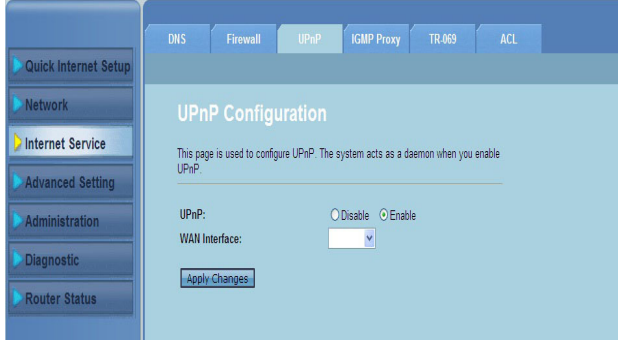 DNS Firewall UPnP IGMP Proxy TR-069 ACL
Quick Internet Setup
Network
Internet Service
Advanced Setting
Administration
Diagnostic
Router Status
UPnP Configuration
This page is used to configure UPnP. The system acts as a daemon when you enable
UPnP.
UPnP: Disable Enable
WAN Interface:
Apply Changes